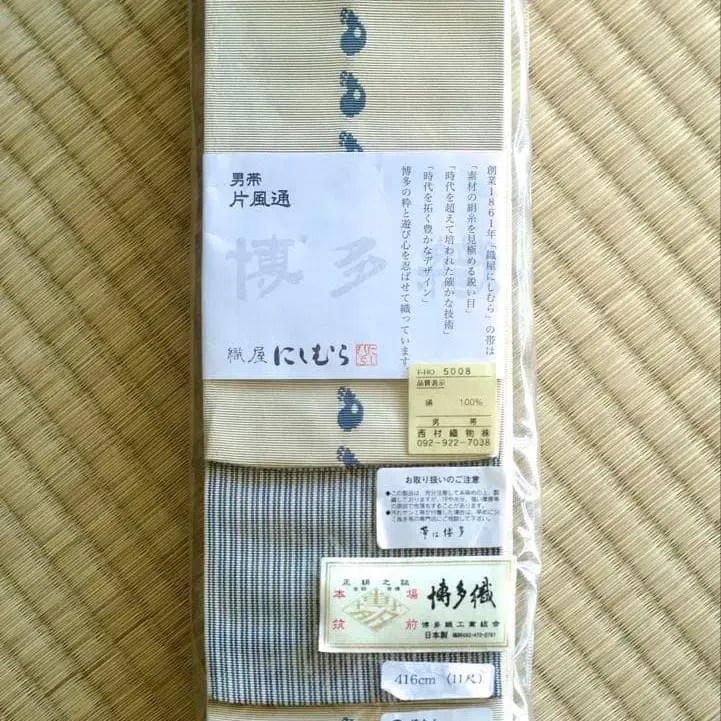 男帯
片風通
創業1861年「織屋にしむら」の帯は
「素材の絹糸を見極める鋭い目」
「時代を超えて培われた確かな技術」
「時代を拓く豊かなデザイン」
博多の粋と遊び心を忍ばせて織っています
博多織
織屋 にしむら
F-HO 5008
品質表示
絹 100%
男帯
西村織物(株)
092-922-7038
お取り扱いのご注意
帯は博多
正絹之証
本場
筑前
博多織
博多織工業組合
日本製
416cm (11尺)